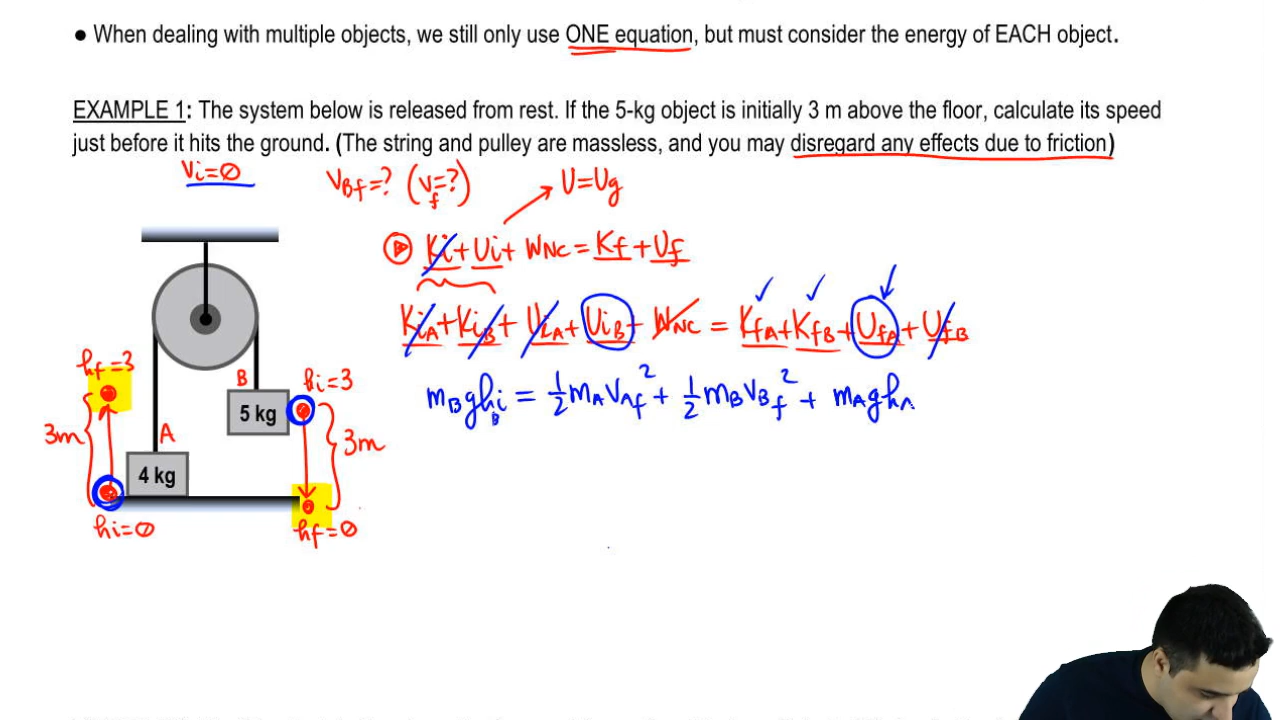 ● When dealing with multiple objects, we still only use ONE equation, but must consider the energy of EACH object.
EXAMPLE 1: The system below is released from rest. If the 5-kg object is initially 3 m above the floor, calculate its speed
just before it hits the ground. (The string and pulley are massless, and you may disregard any effects due to friction)
Vi=0 VBf=? (Vf=?) U=Ug
Ki+Ui+WNC=Kf+Uf
KiA+KiB+UiA+UiB+WNC=KfA+KfB+UfA+UfB
hf=3 B hi=3
mBghiB = 1/2 mAVAf² + 1/2 mBVBf² + mAgh
5 kg
3m A 3m
4 kg
hi=0 hf=0